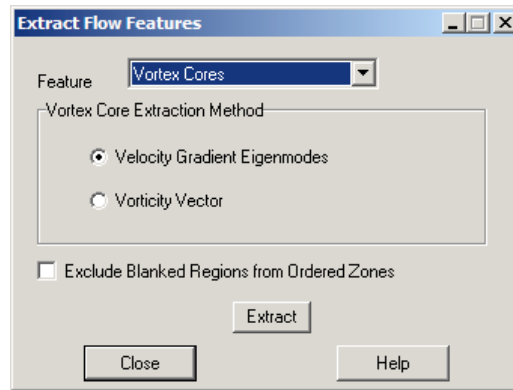 Extract Flow Features
Feature Vortex Cores
Vortex Core Extraction Method
Velocity Gradient Eigenmodes
Vorticity Vector
Exclude Blanked Regions from Ordered Zones
Extract
Close Help